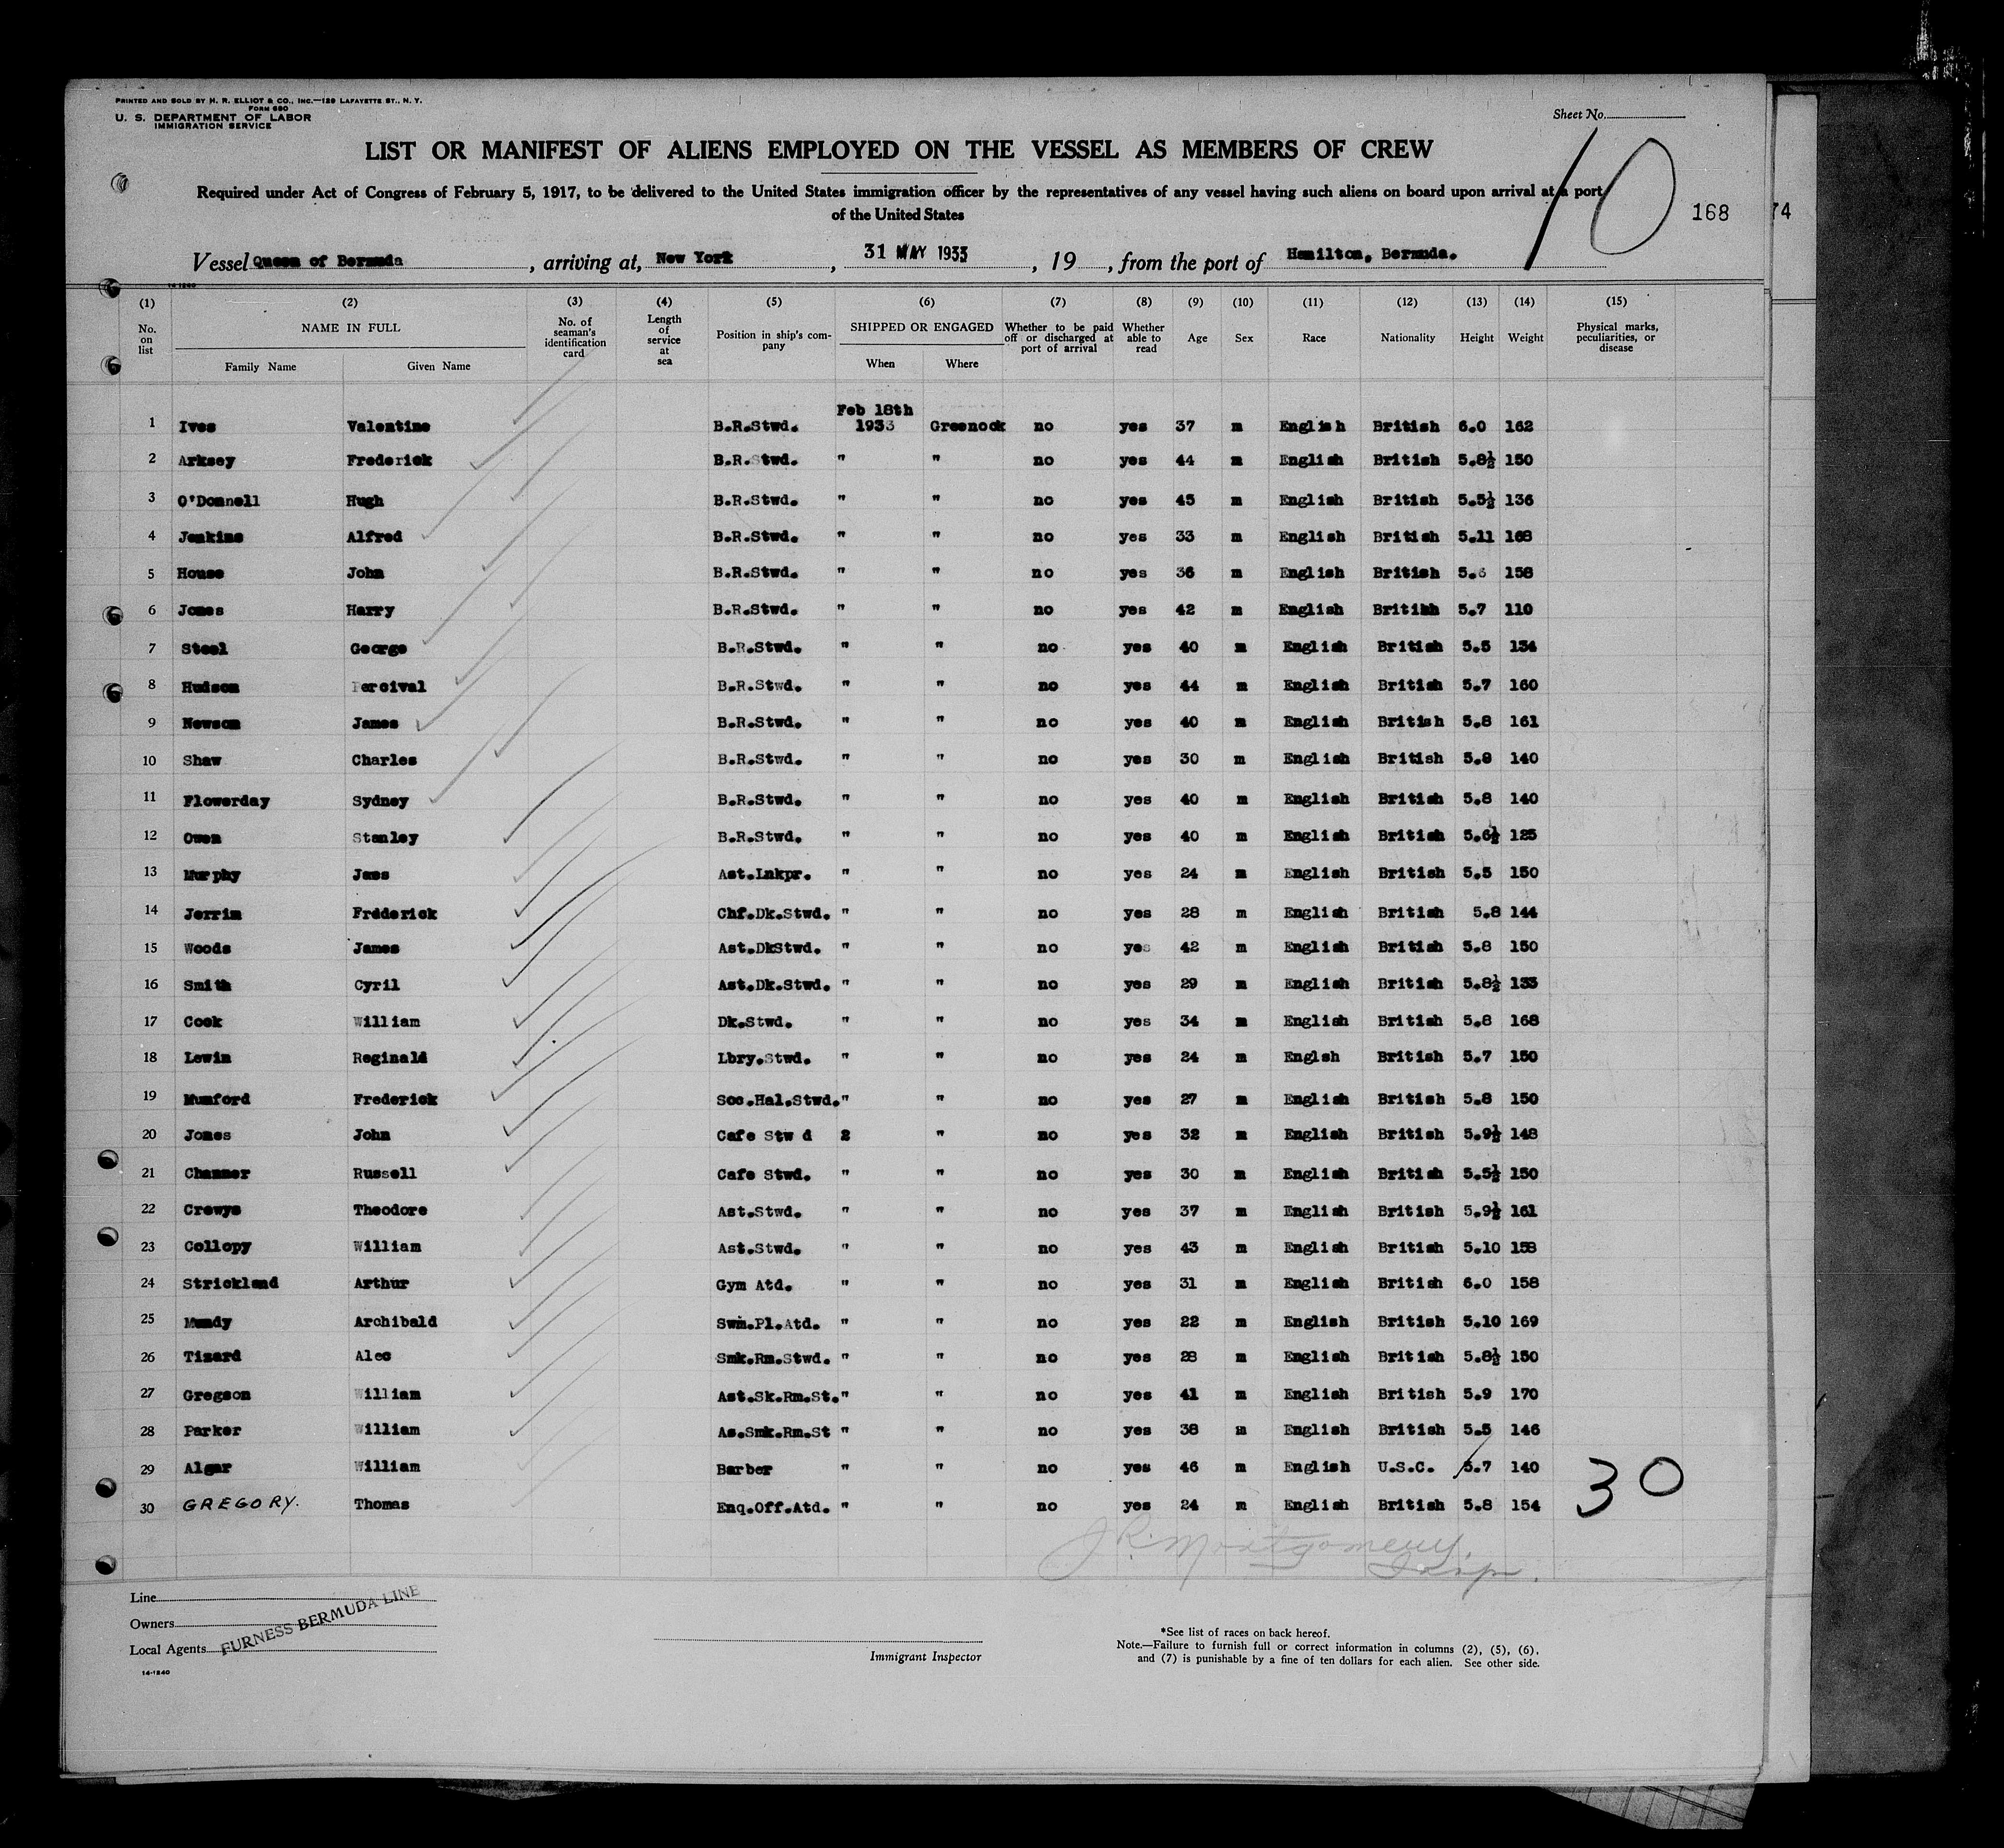 PRINTED AND SOLD BY H. R. ELLIOT & CO., INC.—129 LAFAYETTE ST., N. Y.
FORM 680
U. S. DEPARTMENT OF LABOR
IMMIGRATION SERVICE
Sheet No.
LIST OR MANIFEST OF ALIENS EMPLOYED ON THE VESSEL AS MEMBERS OF CREW
10
Required under Act of Congress of February 5, 1917, to be delivered to the United States immigration officer by the representatives of any vessel having such aliens on board upon arrival at a port
of the United States
168
74
Vessel Queen of Bermuda, arriving at, New York, 31 MAY 1933, 19, from the port of Hamilton, Bermuda.
14-1240
(1) (2) (3) (4) (5) (6) (7) (8) (9) (10) (11) (12) (13) (14) (15)
No. on list NAME IN FULL Family Name Given Name No. of seaman's identification card Length of service at sea Position in ship's company SHIPPED OR ENGAGED When Where Whether to be paid off or discharged at port of arrival Whether able to read Age Sex Race Nationality Height Weight Physical marks, peculiarities, or disease
1 Ives Valentine B.R.Stwd. Feb 18th 1933 Greenock no yes 37 m English British 6.0 162
2 Arksey Frederick B.R.Stwd. " " no yes 44 m English British 5.8½ 150
3 O'Donnell Hugh B.R.Stwd. " " no yes 45 m English British 5.5½ 136
4 Jenkins Alfred B.R.Stwd. " " no yes 33 m English British 5.11 168
5 House John B.R.Stwd. " " no yes 36 m English British 5.6 158
6 Jones Harry B.R.Stwd. " " no yes 42 m English British 5.7 110
7 Steel George B.R.Stwd. " " no yes 40 m English British 5.5 134
8 Hudson Percival B.R.Stwd. " " no yes 44 m English British 5.7 160
9 Newson James B.R.Stwd. " " no yes 40 m English British 5.8 161
10 Shaw Charles B.R.Stwd. " " no yes 30 m English British 5.8 140
11 Flowerday Sydney B.R.Stwd. " " no yes 40 m English British 5.8 140
12 Owen Stanley B.R.Stwd. " " no yes 40 m English British 5.6½ 125
13 Murphy Jess Ast.Lnkpr. " " no yes 24 m English British 5.5 150
14 Jerrim Frederick Chf.Dk.Stwd. " " no yes 28 m English British 5.8 144
15 Woods James Ast.DkStwd. " " no yes 42 m English British 5.8 150
16 Smith Cyril Ast.Dk.Stwd. " " no yes 29 m English British 5.8½ 133
17 Cook William Dk.Stwd. " " no yes 34 m English British 5.8 168
18 Lewin Reginald Lbry.Stwd. " " no yes 24 m Englsh British 5.7 150
19 Mumford Frederick Soc.Hal.Stwd. " " no yes 27 m English British 5.8 150
20 Jones John Cafe Stw d 2 " no yes 32 m English British 5.9½ 148
21 Channer Russell Cafe Stwd. " " no yes 30 m English British 5.5½ 150
22 Crewys Theodore Ast.Stwd. " " no yes 37 m English British 5.9½ 161
23 Collopy William Ast.Stwd. " " no yes 43 m English British 5.10 158
24 Strickland Arthur Gym Atd. " " no yes 31 m English British 6.0 158
25 Mundy Archibald Swm.Pl.Atd. " " no yes 22 m English British 5.10 169
26 Tizard Alec Smk.Rm.Stwd. " " no yes 28 m English British 5.8½ 150
27 Gregson William Ast.Sk.Rm.St. " " no yes 41 m English British 5.9 170
28 Parker William As.Smk.Rm.St " " no yes 38 m English British 5.5 146
29 Algar William Barber " " no yes 46 m English U.S.C. 5.7 140
30 GREGORY. Thomas Enq.Off.Atd. " " no yes 24 m English British 5.8 154
30
J R. Montgomery.
Insp.
Line
Owners
Local Agents FURNESS BERMUDA LINE
14-1240
Immigrant Inspector
*See list of races on back hereof.
Note.—Failure to furnish full or correct information in columns (2), (5), (6),
and (7) is punishable by a fine of ten dollars for each alien. See other side.